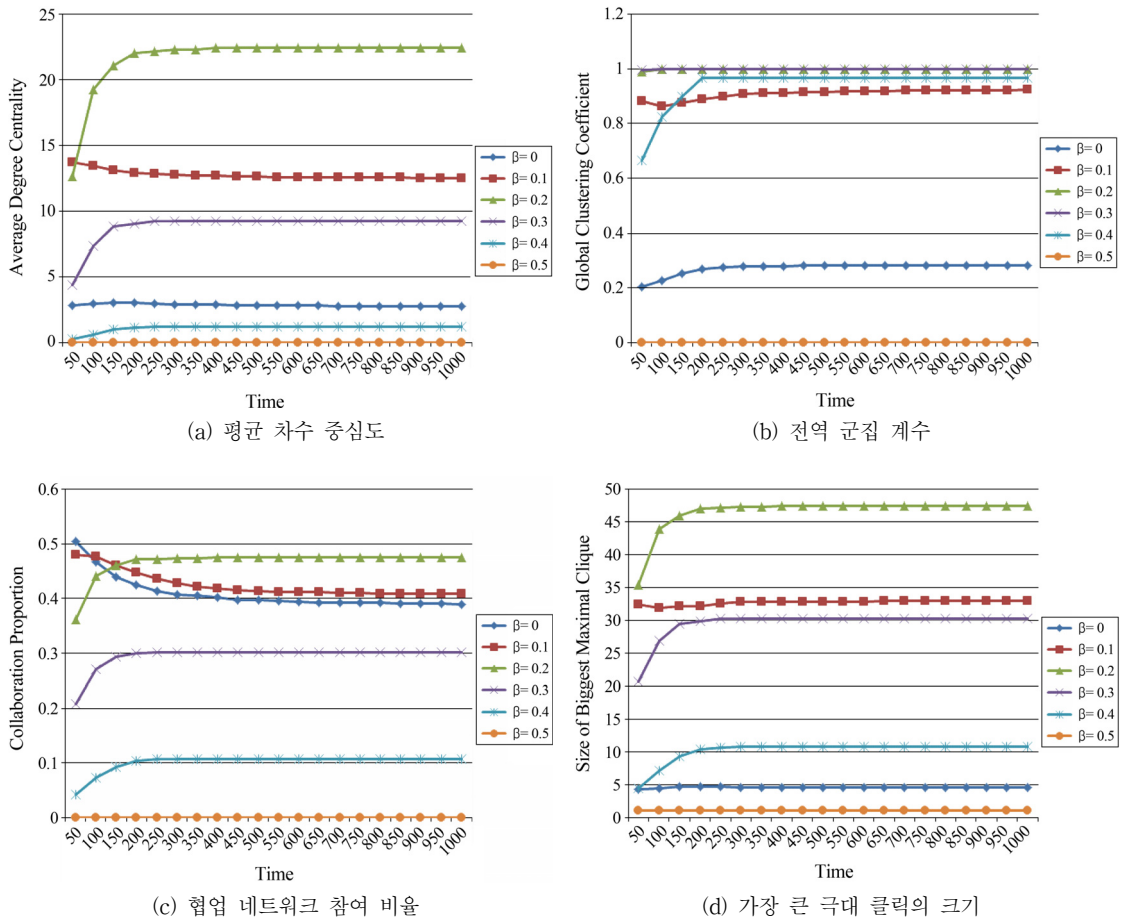 Average Degree Centrality
25
20
15
10
5
0
50 100 150 200 250 300 350 400 450 500 550 600 650 700 750 800 850 900 950 1000
Time
β= 0
β= 0.1
β= 0.2
β= 0.3
β= 0.4
β= 0.5
(a) 평균 차수 중심도
Global Clustering Coefficient
1.2
1
0.8
0.6
0.4
0.2
0
50 100 150 200 250 300 350 400 450 500 550 600 650 700 750 800 850 900 950 1000
Time
β= 0
β= 0.1
β= 0.2
β= 0.3
β= 0.4
β= 0.5
(b) 전역 군집 계수
Collaboration Proportion
0.6
0.5
0.4
0.3
0.2
0.1
0
50 100 150 200 250 300 350 400 450 500 550 600 650 700 750 800 850 900 950 1000
Time
β= 0
β= 0.1
β= 0.2
β= 0.3
β= 0.4
β= 0.5
(c) 협업 네트워크 참여 비율
Size of Biggest Maximal Clique
50
45
40
35
30
25
20
15
10
5
0
50 100 150 200 250 300 350 400 450 500 550 600 650 700 750 800 850 900 950 1000
Time
β= 0
β= 0.1
β= 0.2
β= 0.3
β= 0.4
β= 0.5
(d) 가장 큰 극대 클릭의 크기